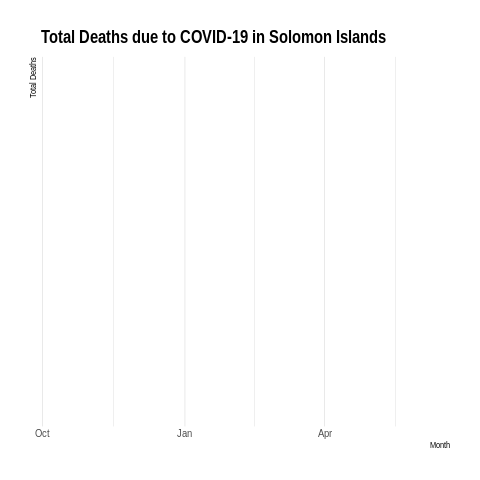 Total Deaths due to COVID-19 in Solomon Islands
Total Deaths
Oct
Jan
Apr
Month